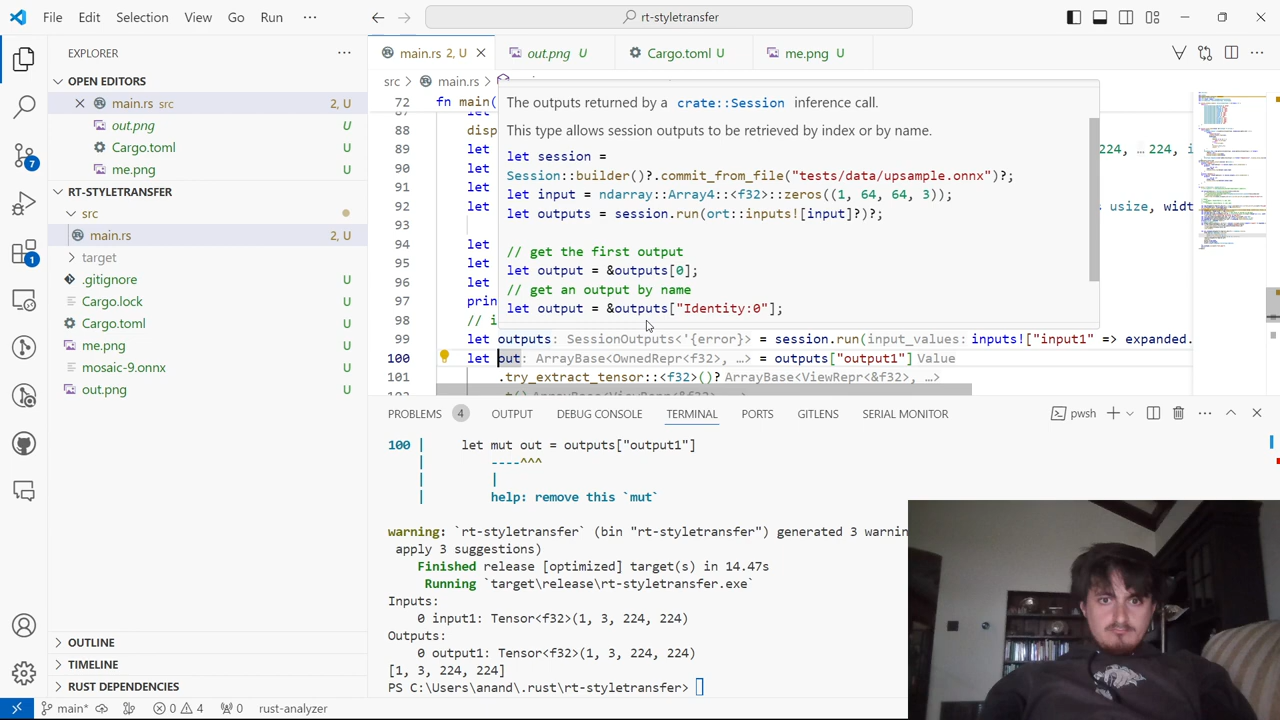 File Edit Selection View Go Run ··· rt-styletransfer
EXPLORER
OPEN EDITORS
main.rs src 2, U
out.png U
Cargo.toml U
me.png U
RT-STYLETRANSFER
src
main.rs 2, U
target
.gitignore U
Cargo.lock U
Cargo.toml U
me.png U
mosaic-9.onnx U
out.png U
OUTLINE
TIMELINE
RUST DEPENDENCIES
7
1
main.rs 2, U out.png U Cargo.toml U me.png U
src > main.rs >
72 fn main(
The outputs returned by a crate::Session inference call.
This type allows session outputs to be retrieved by index or by name.
88 disp
89 let
let session =
224, … 224,
90 let
::builder()?.commit_from_file("tests/data/upsample.onnx")?;
91 let
let input = ndarray::Array4::<f32>::zeros((1, 64, 64, 3));
92 let
let outputs = session.run(ort::inputs![input]?)?;
usize, width
93
94 let
get the first output
95 let
let output = &outputs[0];
96 let
// get an output by name
97 prin
let output = &outputs["Identity:0"];
98 // i
99 let outputs: SessionOutputs<'{error}> = session.run(input_values: inputs!["input1" => expanded.
100 let out: ArrayBase<OwnedRepr<f32>, …> = outputs["output1"] Value
101 .try_extract_tensor::<f32>()? ArrayBase<ViewRepr<&f32>, …>
PROBLEMS 4 OUTPUT DEBUG CONSOLE TERMINAL PORTS GITLENS SERIAL MONITOR pwsh
100 | let mut out = outputs["output1"]
| ----^^^
| |
| help: remove this `mut`
warning: `rt-styletransfer` (bin "rt-styletransfer") generated 3 warnin
apply 3 suggestions)
Finished release [optimized] target(s) in 14.47s
Running `target\release\rt-styletransfer.exe`
Inputs:
0 input1: Tensor<f32>(1, 3, 224, 224)
Outputs:
0 output1: Tensor<f32>(1, 3, 224, 224)
[1, 3, 224, 224]
PS C:\Users\anand\.rust\rt-styletransfer>
main* 0 4 0 rust-analyzer